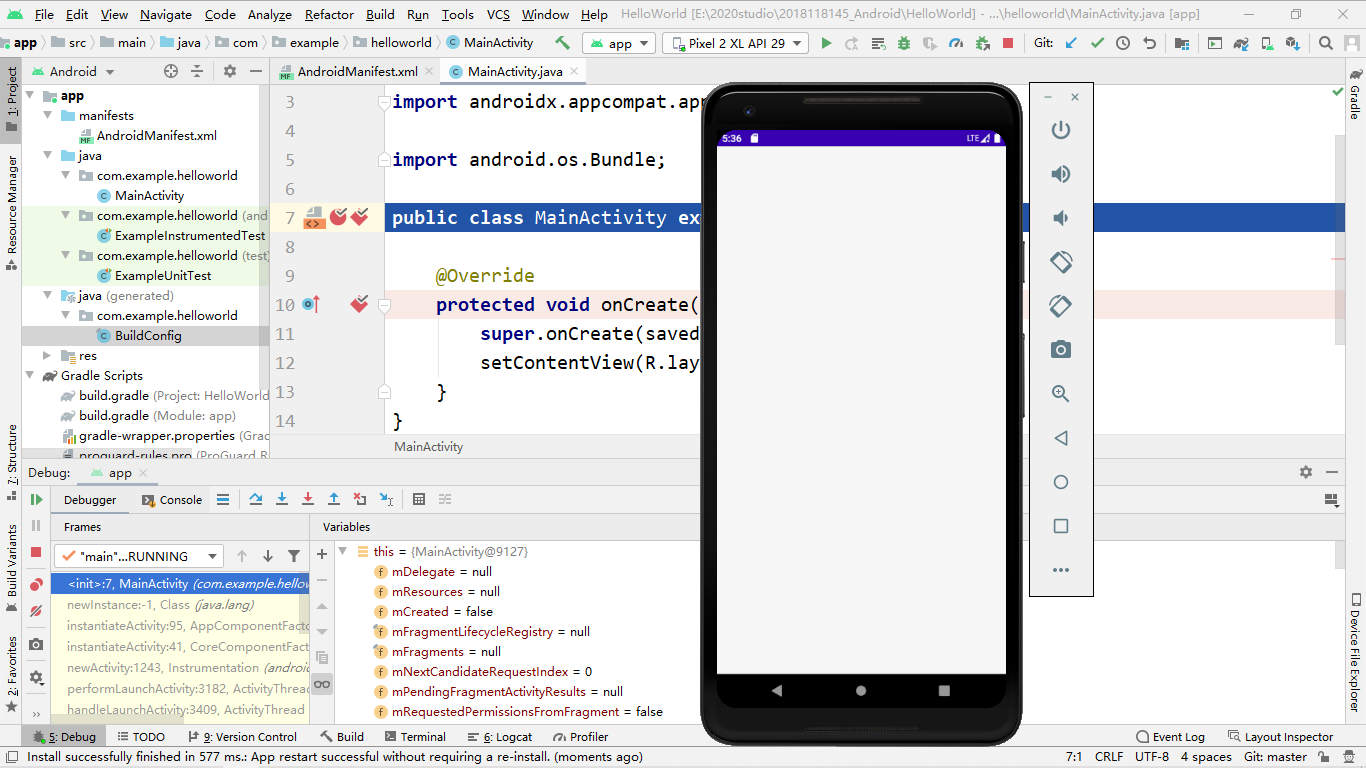 File Edit View Navigate Code Analyze Refactor Build Run Tools VCS Window Help HelloWorld [E:\2020studio\2018118145_Android\HelloWorld] - ...\helloworld\MainActivity.java [app]
app src main java com example helloworld MainActivity app Pixel 2 XL API 29 Git:
1: Project
Resource Manager
Z: Structure
Build Variants
2: Favorites
Android
app
manifests
AndroidManifest.xml
java
com.example.helloworld
MainActivity
com.example.helloworld (and
ExampleInstrumentedTest
com.example.helloworld (test)
ExampleUnitTest
java (generated)
com.example.helloworld
BuildConfig
res
Gradle Scripts
build.gradle (Project: HelloWorld
build.gradle (Module: app)
gradle-wrapper.properties (Grad
proguard-rules.pro (ProGuard R
AndroidManifest.xml MainActivity.java
3 import androidx.appcompat.app
4
5 import android.os.Bundle;
6
7 public class MainActivity ex
8
9 @Override
10 protected void onCreate(
11 super.onCreate(saved
12 setContentView(R.lay
13 }
14 }
MainActivity
5:36 LTE
Gradle
Device File Explorer
Debug: app
Debugger Console
Frames Variables
"main"...RUNNING
<init>:7, MainActivity (com.example.hellow
newInstance:-1, Class (java.lang)
instantiateActivity:95, AppComponentFacto
instantiateActivity:41, CoreComponentFact
newActivity:1243, Instrumentation (android
performLaunchActivity:3182, ActivityThread
handleLaunchActivity:3409, ActivityThread
this = {MainActivity@9127}
mDelegate = null
mResources = null
mCreated = false
mFragmentLifecycleRegistry = null
mFragments = null
mNextCandidateRequestIndex = 0
mPendingFragmentActivityResults = null
mRequestedPermissionsFromFragment = false
5: Debug TODO 9: Version Control Build Terminal 6: Logcat Profiler Event Log Layout Inspector
Install successfully finished in 577 ms.: App restart successful without requiring a re-install. (moments ago) 7:1 CRLF UTF-8 4 spaces Git: master